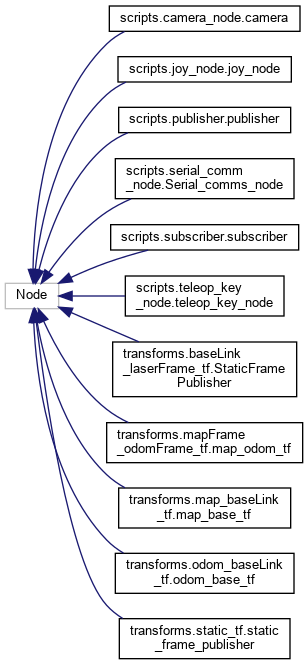 scripts.camera_node.camera
scripts.joy_node.joy_node
scripts.publisher.publisher
scripts.serial_comm
_node.Serial_comms_node
scripts.subscriber.subscriber
Node
scripts.teleop_key
_node.teleop_key_node
transforms.baseLink
_laserFrame_tf.StaticFrame
Publisher
transforms.mapFrame
_odomFrame_tf.map_odom_tf
transforms.map_baseLink
_tf.map_base_tf
transforms.odom_baseLink
_tf.odom_base_tf
transforms.static_tf.static
_frame_publisher